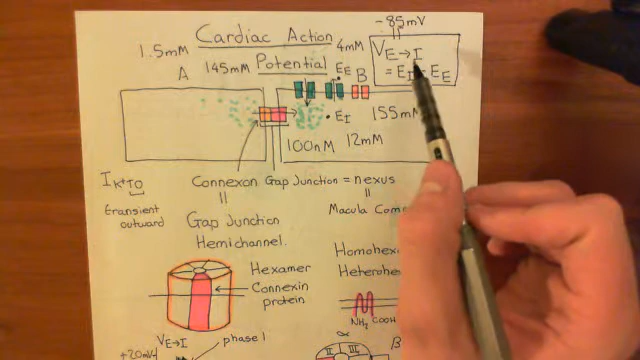 Cardiac Action
Potential
-85mV
VE→I
= EI - EE
1.5mM
A
145mM
4mM
EE
B
EI
155mM
100nM
12mM
IK+TO
transient
outward
Connexon
Gap Junction = nexus
=
Gap Junction
Hemichannel.
=
Macula Com
Hexamer
Connexin
protein
Homohex
Heterohe
NH2 COOH
VE→I
+20mV
phase 1
α
β
II III